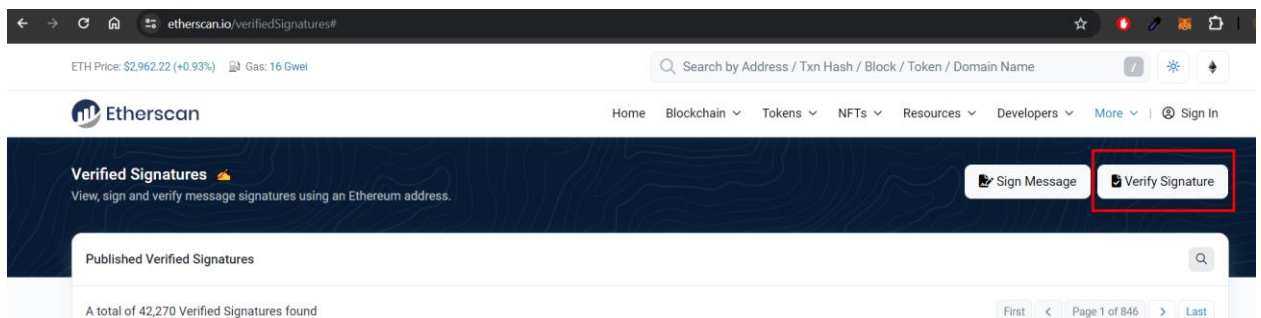 etherscan.io/verifiedSignatures#
ETH Price: $2,962.22 (+0.93%) Gas: 16 Gwei
Search by Address / Txn Hash / Block / Token / Domain Name /
Etherscan
Home Blockchain Tokens NFTs Resources Developers More | Sign In
Verified Signatures
View, sign and verify message signatures using an Ethereum address.
Sign Message
Verify Signature
Published Verified Signatures
A total of 42,270 Verified Signatures found
First < Page 1 of 846 > Last